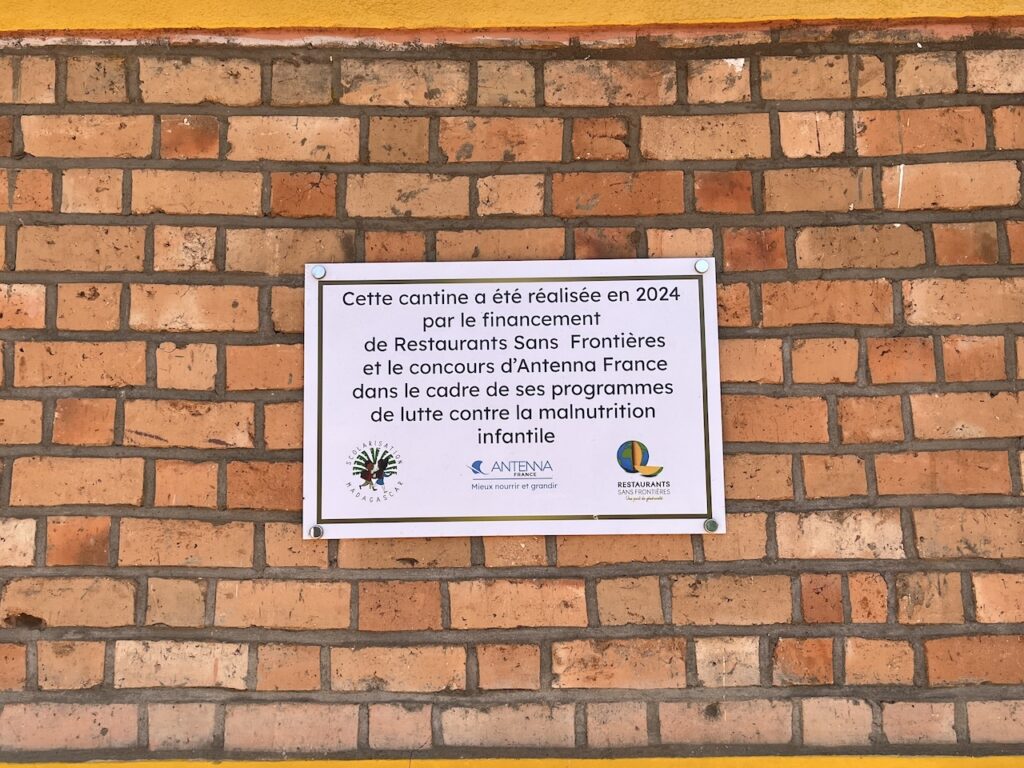 Cette cantine a été réalisée en 2024
par le financement
de Restaurants Sans Frontières
et le concours d'Antenna France
dans le cadre de ses programmes
de lutte contre la malnutrition
infantile
SCOLARISATION
MADAGASCAR
ANTENNA
FRANCE
Mieux nourrir et grandir
RESTAURANTS
SANS FRONTIÈRES